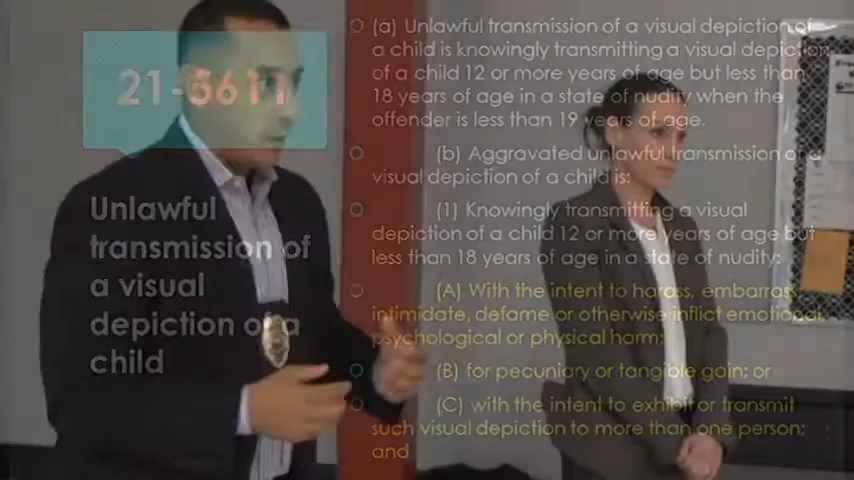 21-5611
Unlawful
transmission of
a visual
depiction of a
child
(a) Unlawful transmission of a visual depiction of
a child is knowingly transmitting a visual depiction
of a child 12 or more years of age but less than
18 years of age in a state of nudity when the
offender is less than 19 years of age.
(b) Aggravated unlawful transmission of a
visual depiction of a child is:
(1) Knowingly transmitting a visual
depiction of a child 12 or more years of age but
less than 18 years of age in a state of nudity:
(A) With the intent to harass, embarrass,
intimidate, defame or otherwise inflict emotional,
psychological or physical harm;
(B) for pecuniary or tangible gain; or
(C) with the intent to exhibit or transmit
such visual depiction to more than one person;
and